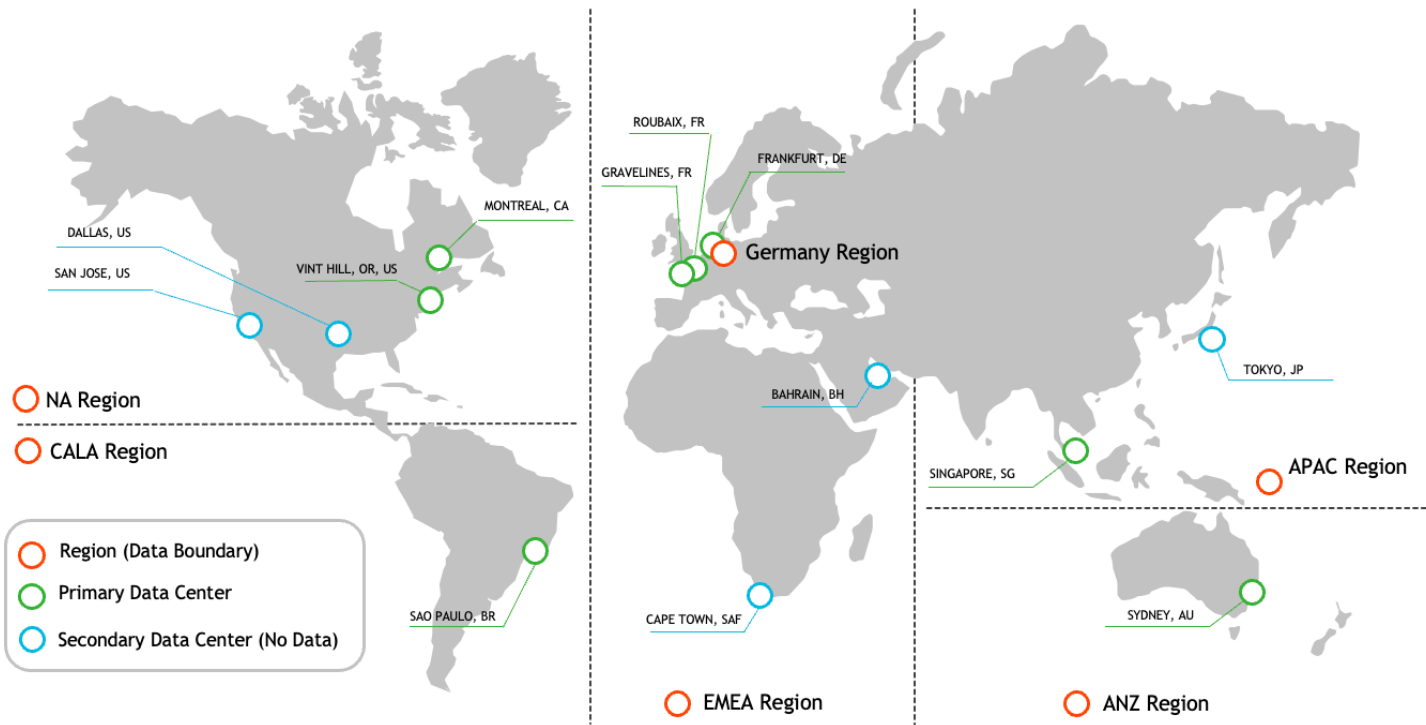 ROUBAIX, FR
FRANKFURT, DE
GRAVELINES, FR
MONTREAL, CA
DALLAS, US
Germany Region
VINT HILL, OR, US
SAN JOSE, US
TOKYO, JP
BAHRAIN, BH
NA Region
CALA Region
APAC Region
SINGAPORE, SG
Region (Data Boundary)
Primary Data Center
SAO PAULO, BR
CAPE TOWN, SAF
SYDNEY, AU
Secondary Data Center (No Data)
EMEA Region
ANZ Region